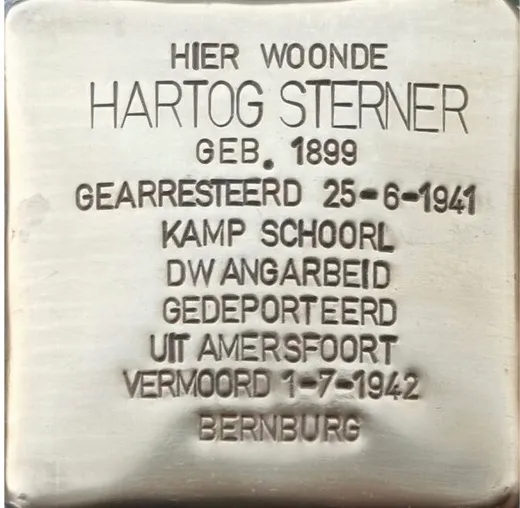 HIER WOONDE
HARTOG STERNER
GEB. 1899
GEARRESTEERD 25-6-1941
KAMP SCHOORL
DWANGARBEID
GEDEPORTEERD
UIT AMERSFOORT
VERMOORD 1-7-1942
BERNBURG